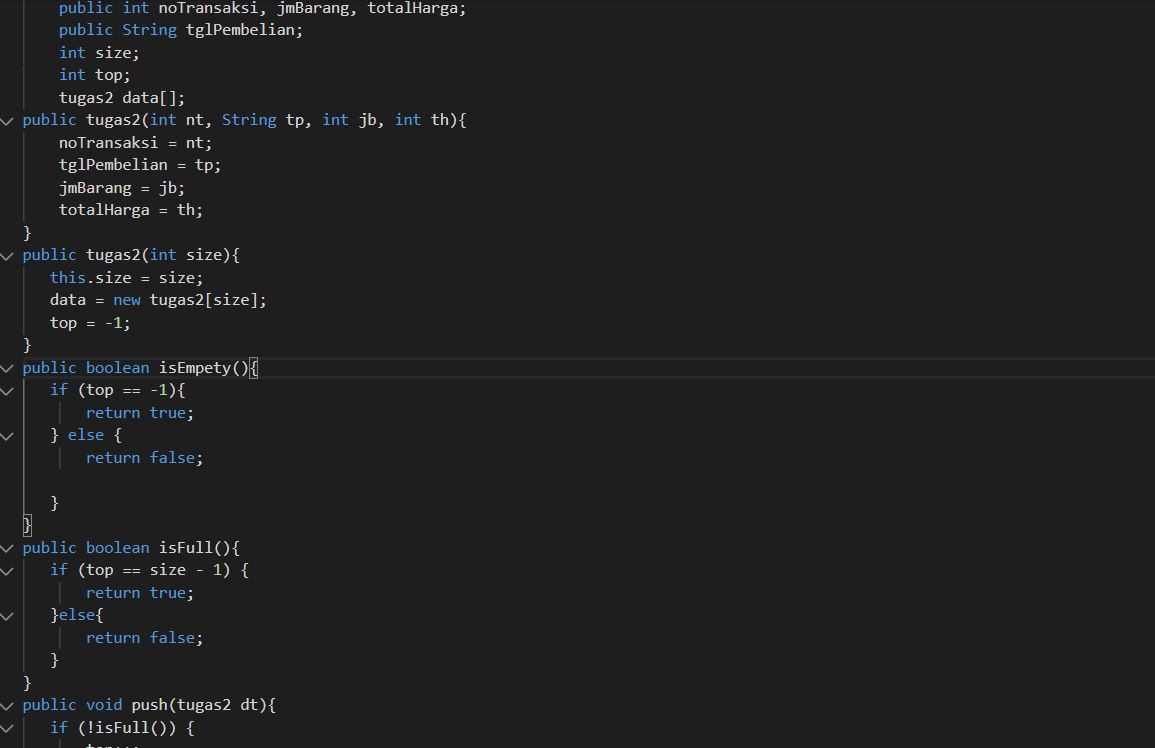 public int noTransaksi, jmBarang, totalHarga;
public String tglPembelian;
int size;
int top;
tugas2 data[];
public tugas2(int nt, String tp, int jb, int th){
noTransaksi = nt;
tglPembelian = tp;
jmBarang = jb;
totalHarga = th;
}
public tugas2(int size){
this.size = size;
data = new tugas2[size];
top = -1;
}
public boolean isEmpety(){
if (top == -1){
return true;
} else {
return false;
}
}
public boolean isFull(){
if (top == size - 1) {
return true;
}else{
return false;
}
}
public void push(tugas2 dt){
if (!isFull()) {